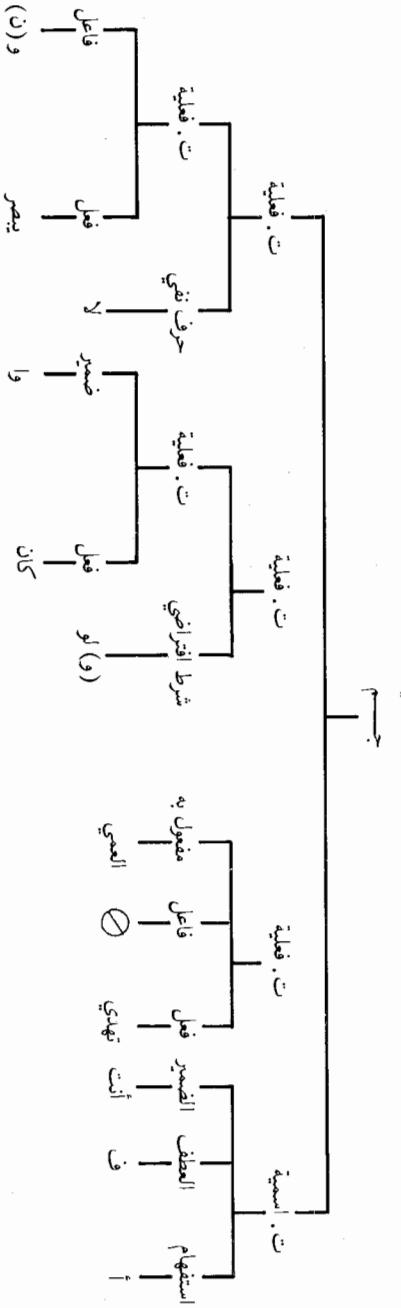 جـــم
ت. اسمية ت. فعلية ت. فعلية ت. فعلية
استفهام العطف الضمير فعل فاعل مفعول به شرط افتراضي ت. فعلية حرف نفي ت. فعلية
أ ف أنت تهدي ∅ العمي (و)لو فعل ضمير لا فعل فاعل
كان وا يبصر و(ن)